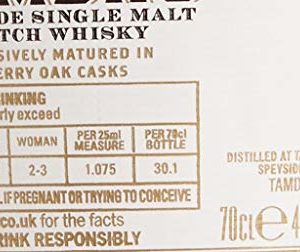 DE SINGLE MALT
TCH WHISKY
SIVELY MATURED IN
ERRY OAK CASKS
INKING
rly exceed
WOMAN PER 25ml MEASURE PER 70cl BOTTLE
2-3 1.075 30.1
L IF PREGNANT OR TRYING TO CONCEIVE
.co.uk for the facts
RINK RESPONSIBLY
DISTILLED AT TA
SPEYSID
TAMD
70cl e 4